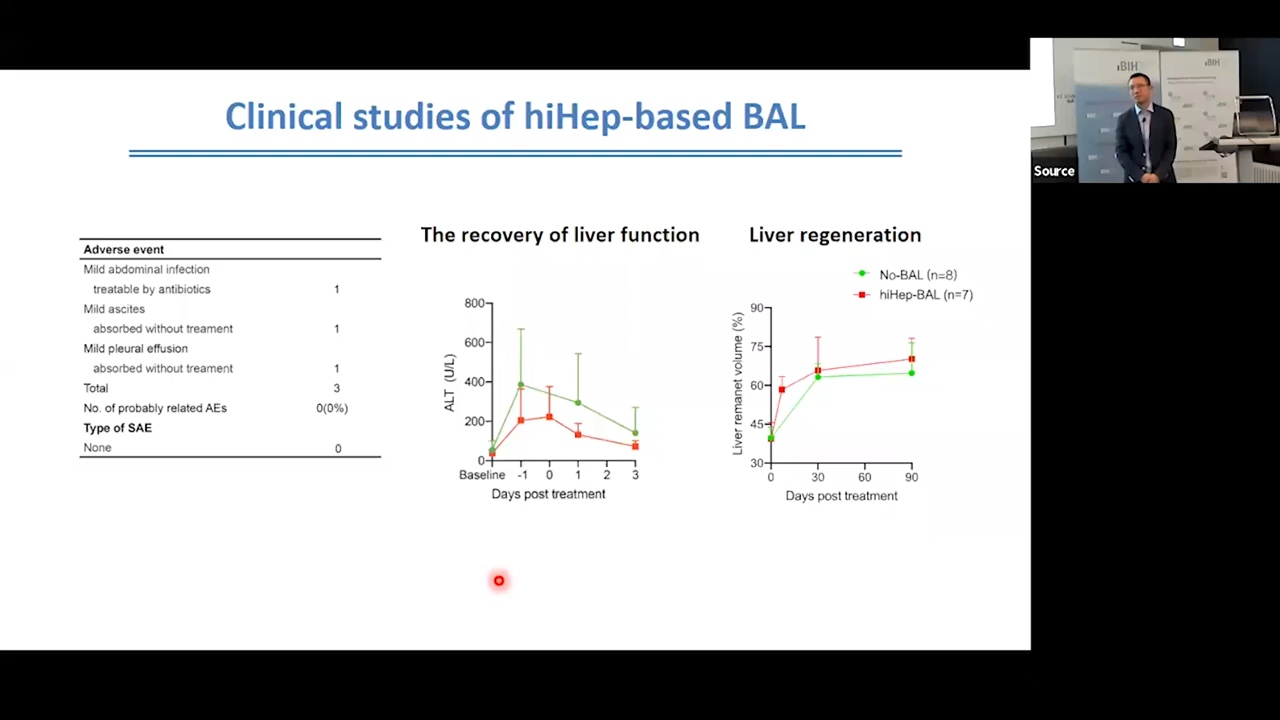 Clinical studies of hiHep-based BAL
Adverse event
Mild abdominal infection
treatable by antibiotics 1
Mild ascites
absorbed without treament 1
Mild pleural effusion
absorbed without treament 1
Total 3
No. of probably related AEs 0(0%)
Type of SAE
None 0
The recovery of liver function
800
600
400
200
0
ALT (U/L)
Baseline -1 0 1 2 3
Days post treatment
Liver regeneration
No-BAL (n=8)
hiHep-BAL (n=7)
90
75
60
45
30
Liver remanet volume (%)
0 30 60 90
Days post treatment
BIH
BIH
Source